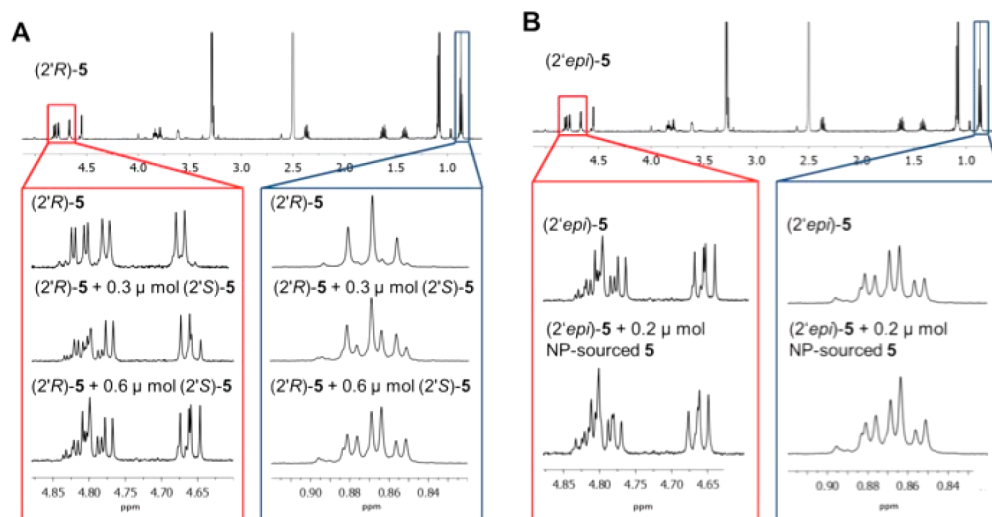 A
(2'R)-5
4.5 4.0 3.5 3.0 2.5 2.0 1.5 1.0
(2'R)-5
(2'R)-5 + 0.3 µ mol (2'S)-5
(2'R)-5 + 0.6 µ mol (2'S)-5
4.85 4.80 4.75 4.70 4.65
ppm
(2'R)-5
(2'R)-5 + 0.3 µ mol (2'S)-5
(2'R)-5 + 0.6 µ mol (2'S)-5
0.90 0.88 0.86 0.84
ppm
B
(2'epi)-5
4.5 4.0 3.5 3.0 2.5 2.0 1.5 1.0
(2'epi)-5
(2'epi)-5 + 0.2 µ mol
NP-sourced 5
4.85 4.80 4.75 4.70 4.65
ppm
(2'epi)-5
(2'epi)-5 + 0.2 µ mol
NP-sourced 5
0.90 0.88 0.86 0.84
ppm